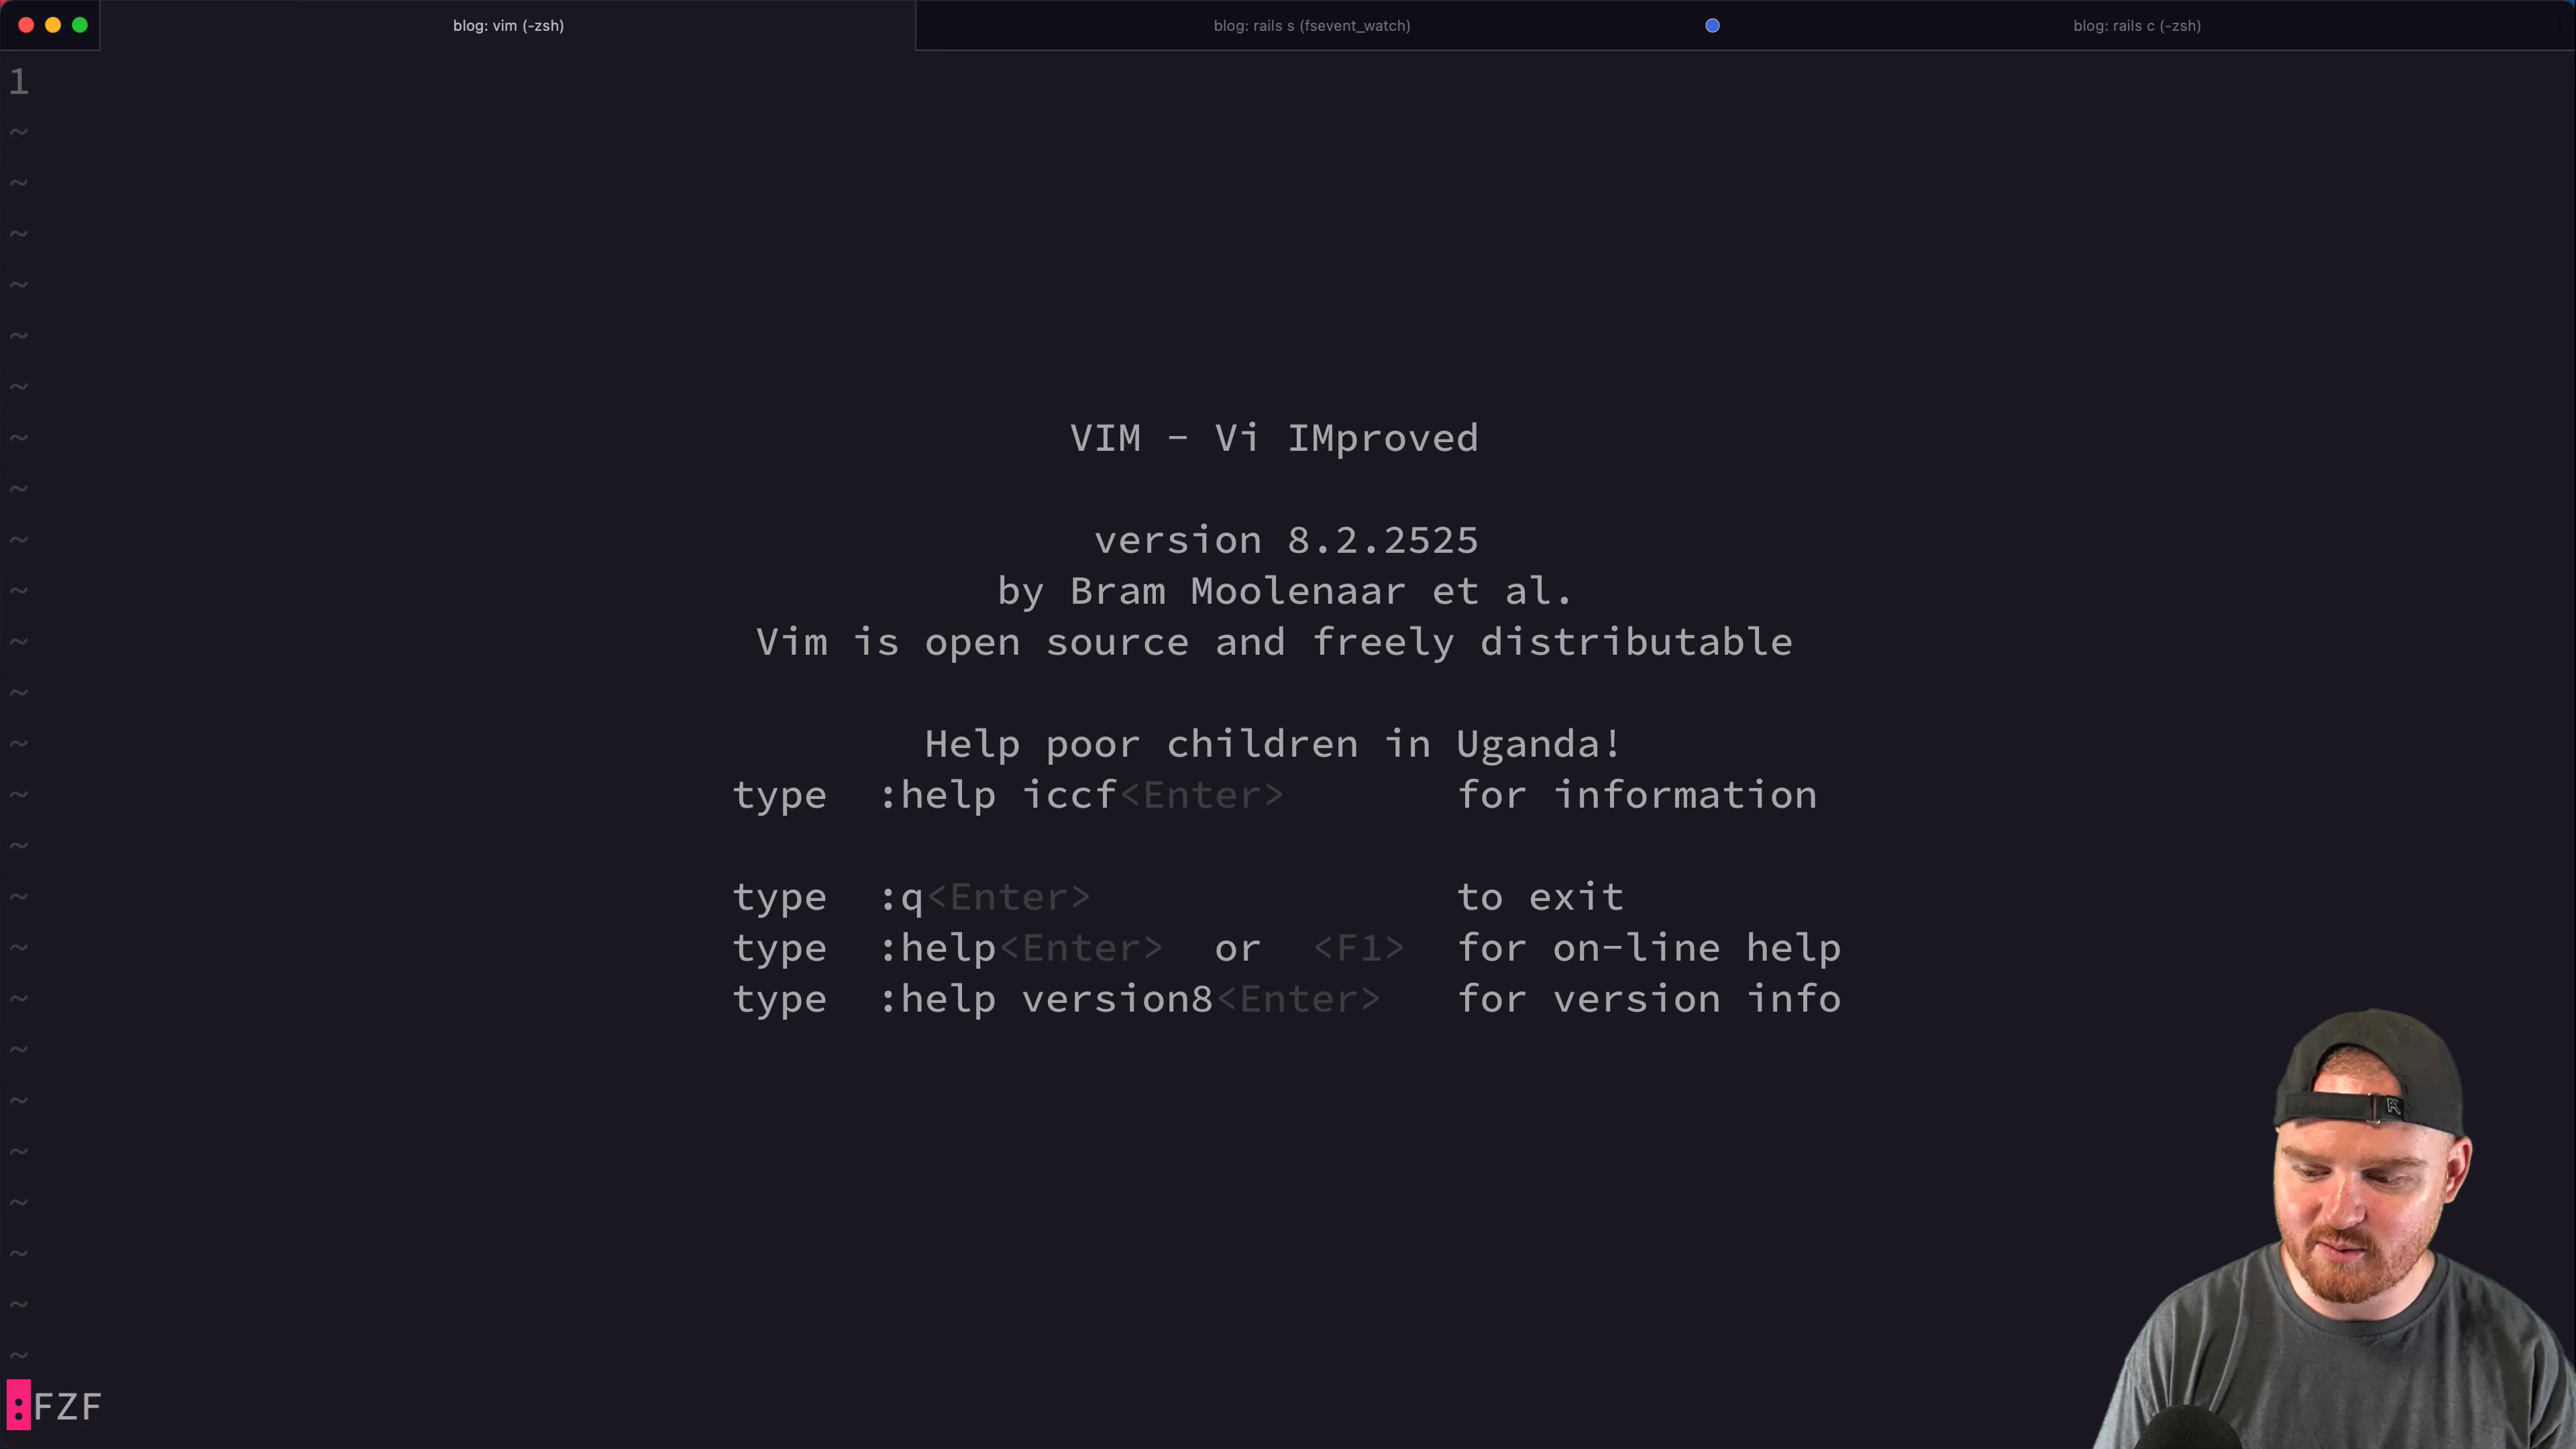 blog: vim (-zsh)
blog: rails s (fsevent_watch)
blog: rails c (-zsh)
1
~
~
~
~
~
~
~ VIM - Vi IMproved
~
~ version 8.2.2525
~ by Bram Moolenaar et al.
~ Vim is open source and freely distributable
~
~ Help poor children in Uganda!
~ type :help iccf<Enter> for information
~
~ type :q<Enter> to exit
~ type :help<Enter> or <F1> for on-line help
~ type :help version8<Enter> for version info
~
~
~
~
~
~
~
:FZF